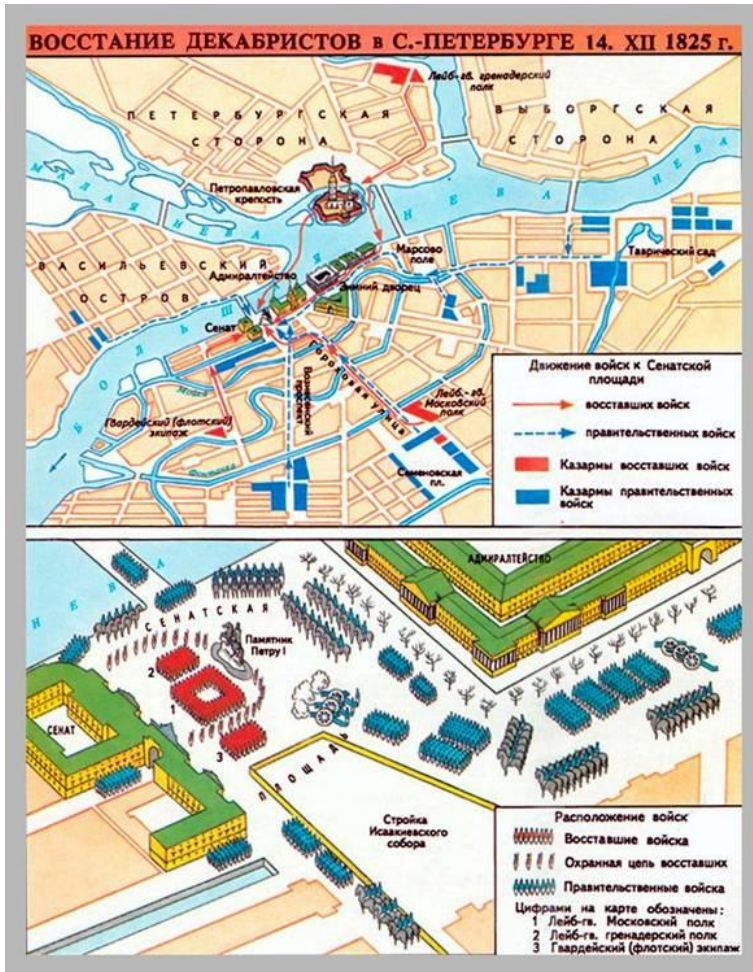 ВОССТАНИЕ ДЕКАБРИСТОВ в С.-ПЕТЕРБУРГЕ 14. XII 1825 г.
Лейб-гв. гренадерский
полк
ПЕТЕРБУРГСКАЯ
СТОРОНА
ВЫБОРГСКАЯ
СТОРОНА
МАЛАЯ НЕВА
НЕВА
Петропавловская
крепость
ВАСИЛЬЕВСКИЙ
ОСТРОВ
Адмиралтейство
Марсово
поле
Таврический сад
Зимний дворец
Сенат
БОЛЬШАЯ НЕВА
Мойка
Гороховая улица
Вознесенский
проспект
Лейб-гв.
Московский
полк
Гвардейский (флотский)
экипаж
Фонтанка
Семеновская
пл.
Движение войск к Сенатской
площади
восставших войск
правительственных войск
Казармы восставших войск
Казармы правительственных
войск
НЕВА
СЕНАТСКАЯ
АДМИРАЛТЕЙСТВО
Памятник
Петру I
2
1
3
СЕНАТ
ПЛОЩАДЬ
Стройка
Исаакиевского
собора
Расположение войск
Восставшие войска
Охранная цепь восставших
Правительственные войска
Цифрами на карте обозначены:
1 Лейб-гв. Московский полк
2 Лейб-гв. гренадерский полк
3 Гвардейский (флотский) экипаж